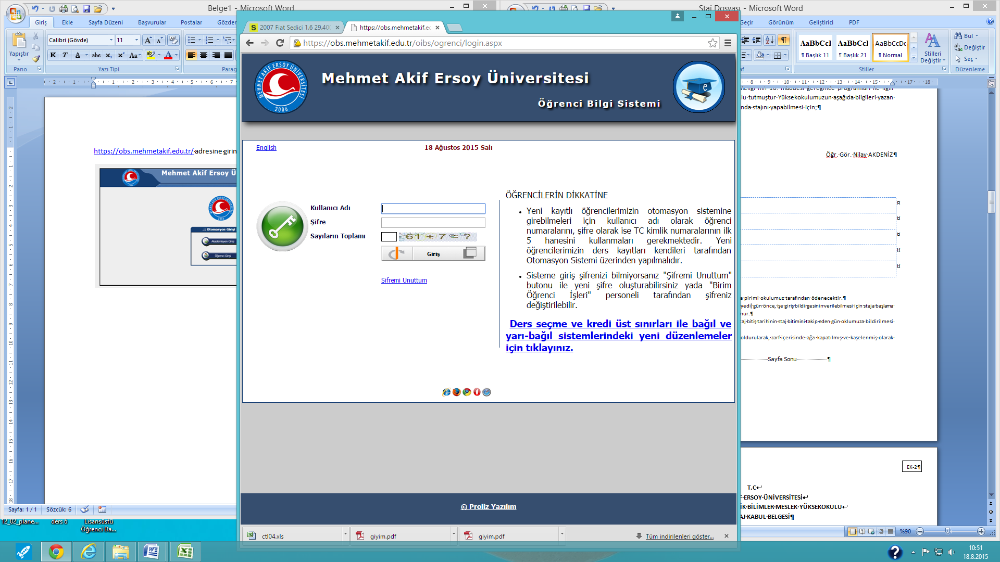 Belge1 - Microsoft Word
Staj Dosyası - Microsoft Word
Giriş Ekle Sayfa Düzeni Başvurular Postalar
Görünüm Geliştirici PDF
Calibri (Gövde) 11
Yapıştır
Pano Yazı Tipi
AaBbCcI AaBbCcI AaBbCcDc
¶ Başlık 11 ¶ Başlık 21 ¶ Normal
Stilleri Değiştir
Bul
Değiştir
Seç
Stiller Düzenleme
2007 Fiat Sedici 1.6 29.400
https://obs.mehmetakif.ed
https://obs.mehmetakif.edu.tr/oibs/ogrenci/login.aspx
MEHMET AKİF ERSOY ÜNİVERSİTESİ
2006
Mehmet Akif Ersoy Üniversitesi
Öğrenci Bilgi Sistemi
English
18 Ağustos 2015 Salı
Kullanıcı Adı
Şifre
Sayıların Toplamı
61 + 7 = ?
Giriş
Şifremi Unuttum
ÖĞRENCİLERİN DİKKATİNE
Yeni kayıtlı öğrencilerimizin otomasyon sistemine
girebilmeleri için kullanıcı adı olarak öğrenci
numaralarını, şifre olarak ise TC kimlik numaralarının ilk
5 hanesini kullanmaları gerekmektedir. Yeni
öğrencilerimizin ders kayıtları kendileri tarafından
Otomasyon Sistemi üzerinden yapılmalıdır.
Sisteme giriş şifrenizi bilmiyorsanız "Şifremi Unuttum"
butonu ile yeni şifre oluşturabilirsiniz yada "Birim
Öğrenci İşleri" personeli tarafından şifreniz
değiştirilebilir.
Ders seçme ve kredi üst sınırları ile bağıl ve
yarı-bağıl sistemlerindeki yeni düzenlemeler
için tıklayınız.
© Proliz Yazılım
ctl04.xls
giyim.pdf
giyim.pdf
Tüm indirilenleri göster...
https://obs.mehmetakif.edu.tr/ adresine girin
Mehmet Akif Ersoy Ü
.:: Otomasyon Girişi
Akademisyen Girişi
Öğrenci Girişi
lu tutmuştur Yüksekokulumuzun aşağıda bilgileri yazan
nda stajını yapabilmesi için;¶
Öğr. Gör. Nilay AKDENİZ¶
pirimi okulumuz tarafından ödenecektir.¶
yedi) gün önce, işe giriş bildirgesinin verilebilmesi için staja başlama
nur.¶
aj bitiş tarihinin staj bitimini takip eden gün oklumuza bildirilmesi
oldurularak, zarf içerisinde ağzı kapatılmış ve kaşelenmiş olarak
Sayfa Sonu ¶
EK-2¶
T.C
ERSOY ÜNİVERSİTESİ
İK BİLİMLER MESLEK YÜKSEKOKULU
AJ KABUL BELGESİ¶
Sayfa: 1 / 1 Sözcük: 6
%90
12_02_plane... ders 6 Lisansüstü
Öğrenci Da...
10:51
18.8.2015